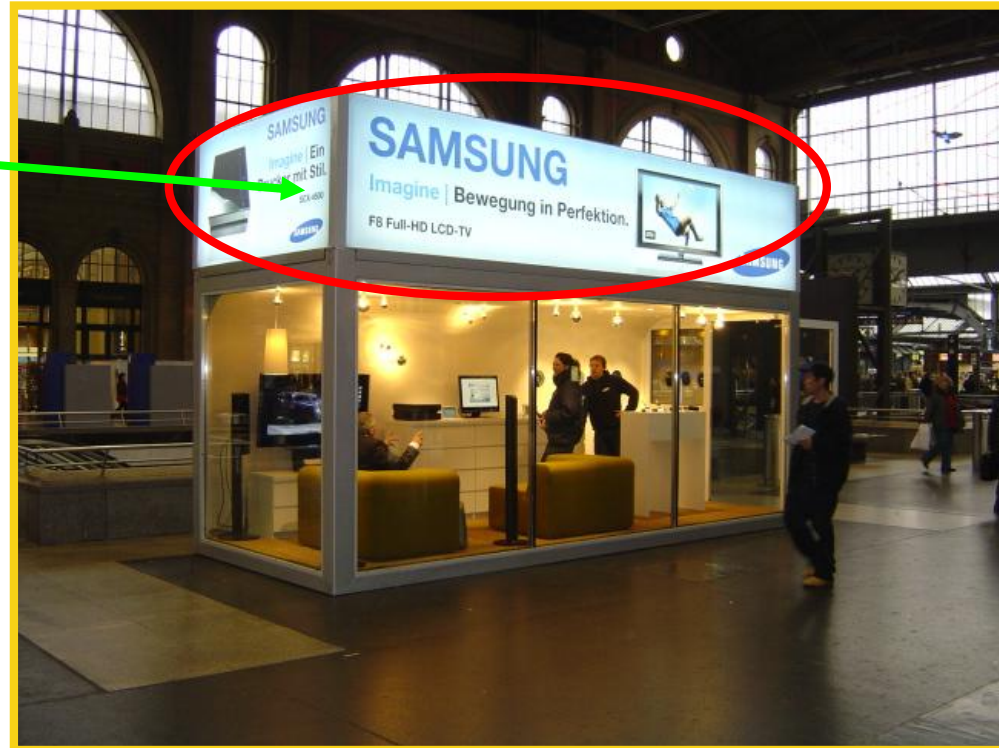 SAMSUNG
Imagine | Ein
Drucker mit Stil.
SAMSUNG
SAMSUNG
Imagine | Bewegung in Perfektion.
F8 Full-HD LCD-TV
SAMSUNG